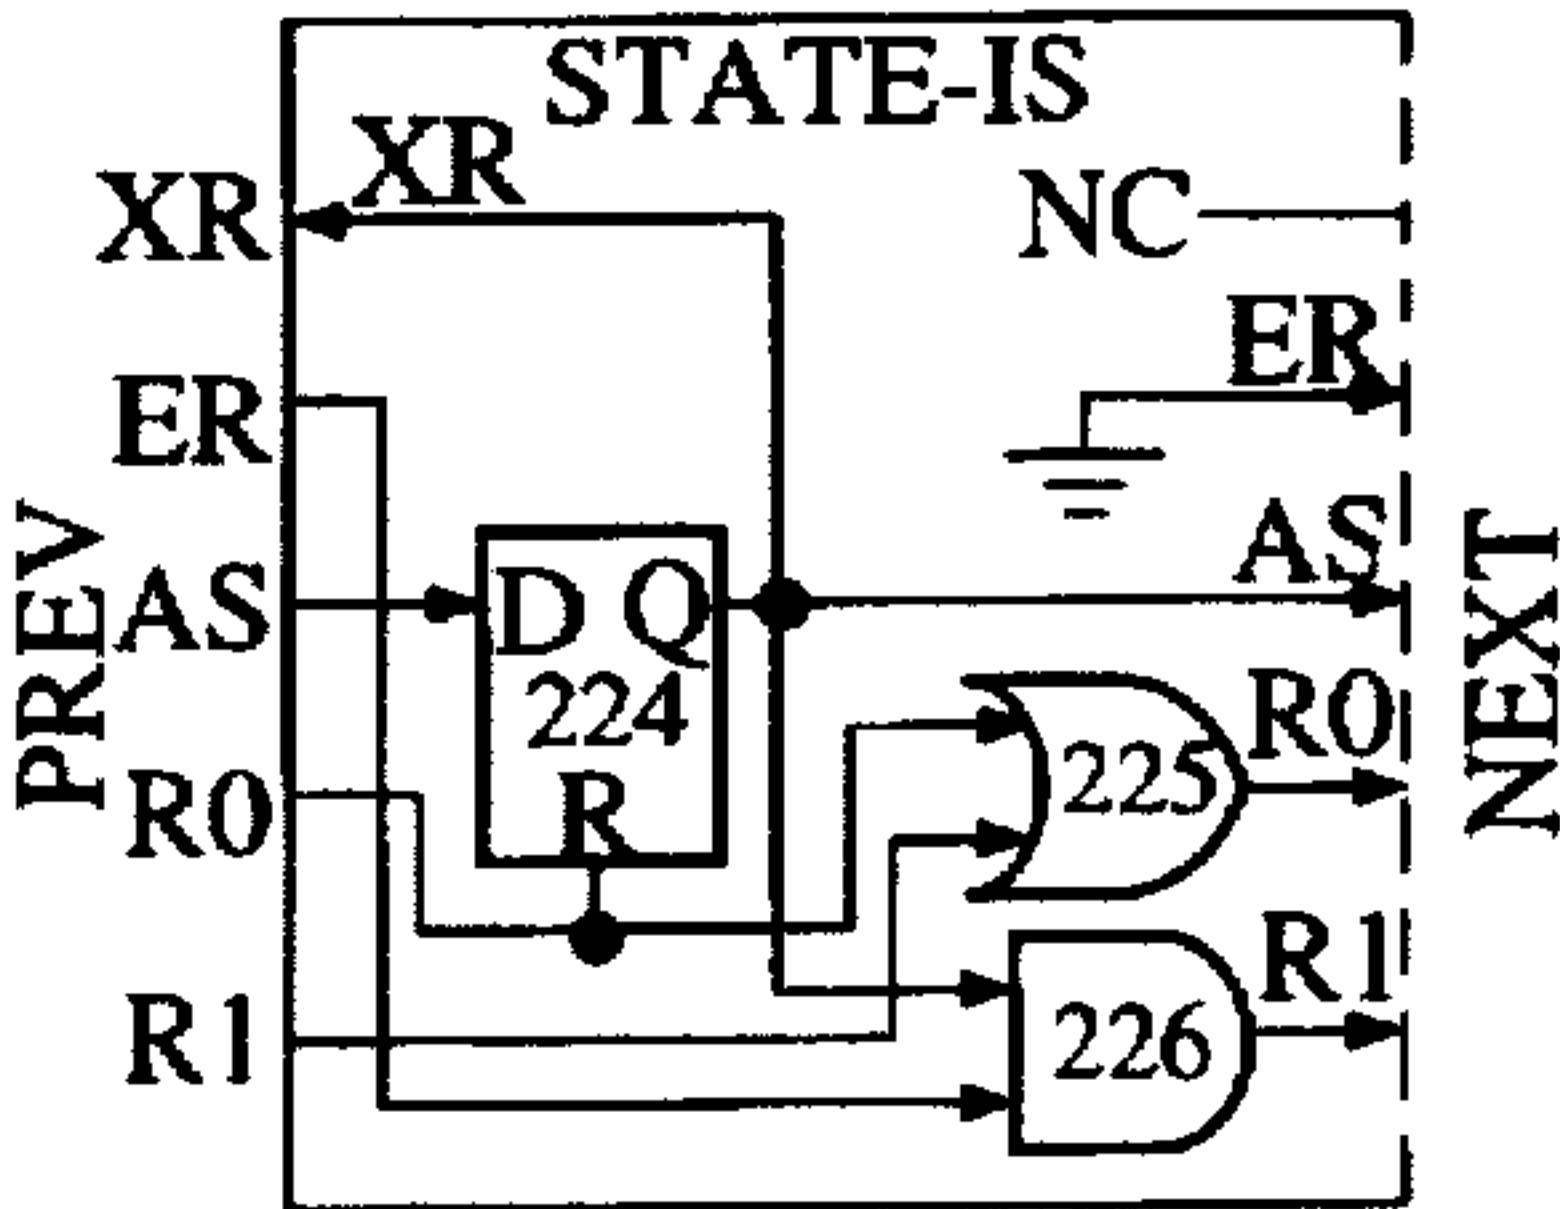 STATE-IS
XR
XR
NC
ER
ER
AS
AS
PREV
NEXT
D Q
224
R
R0
R0
225
R1
R1
226